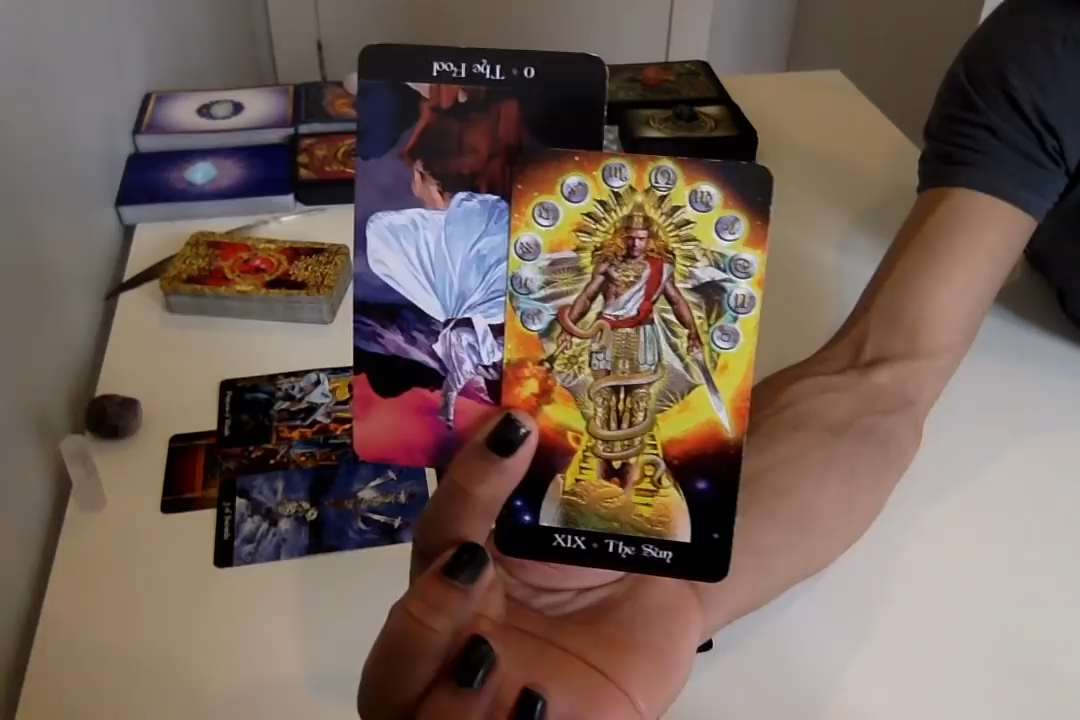 0 • The Fool
XIX • The Sun